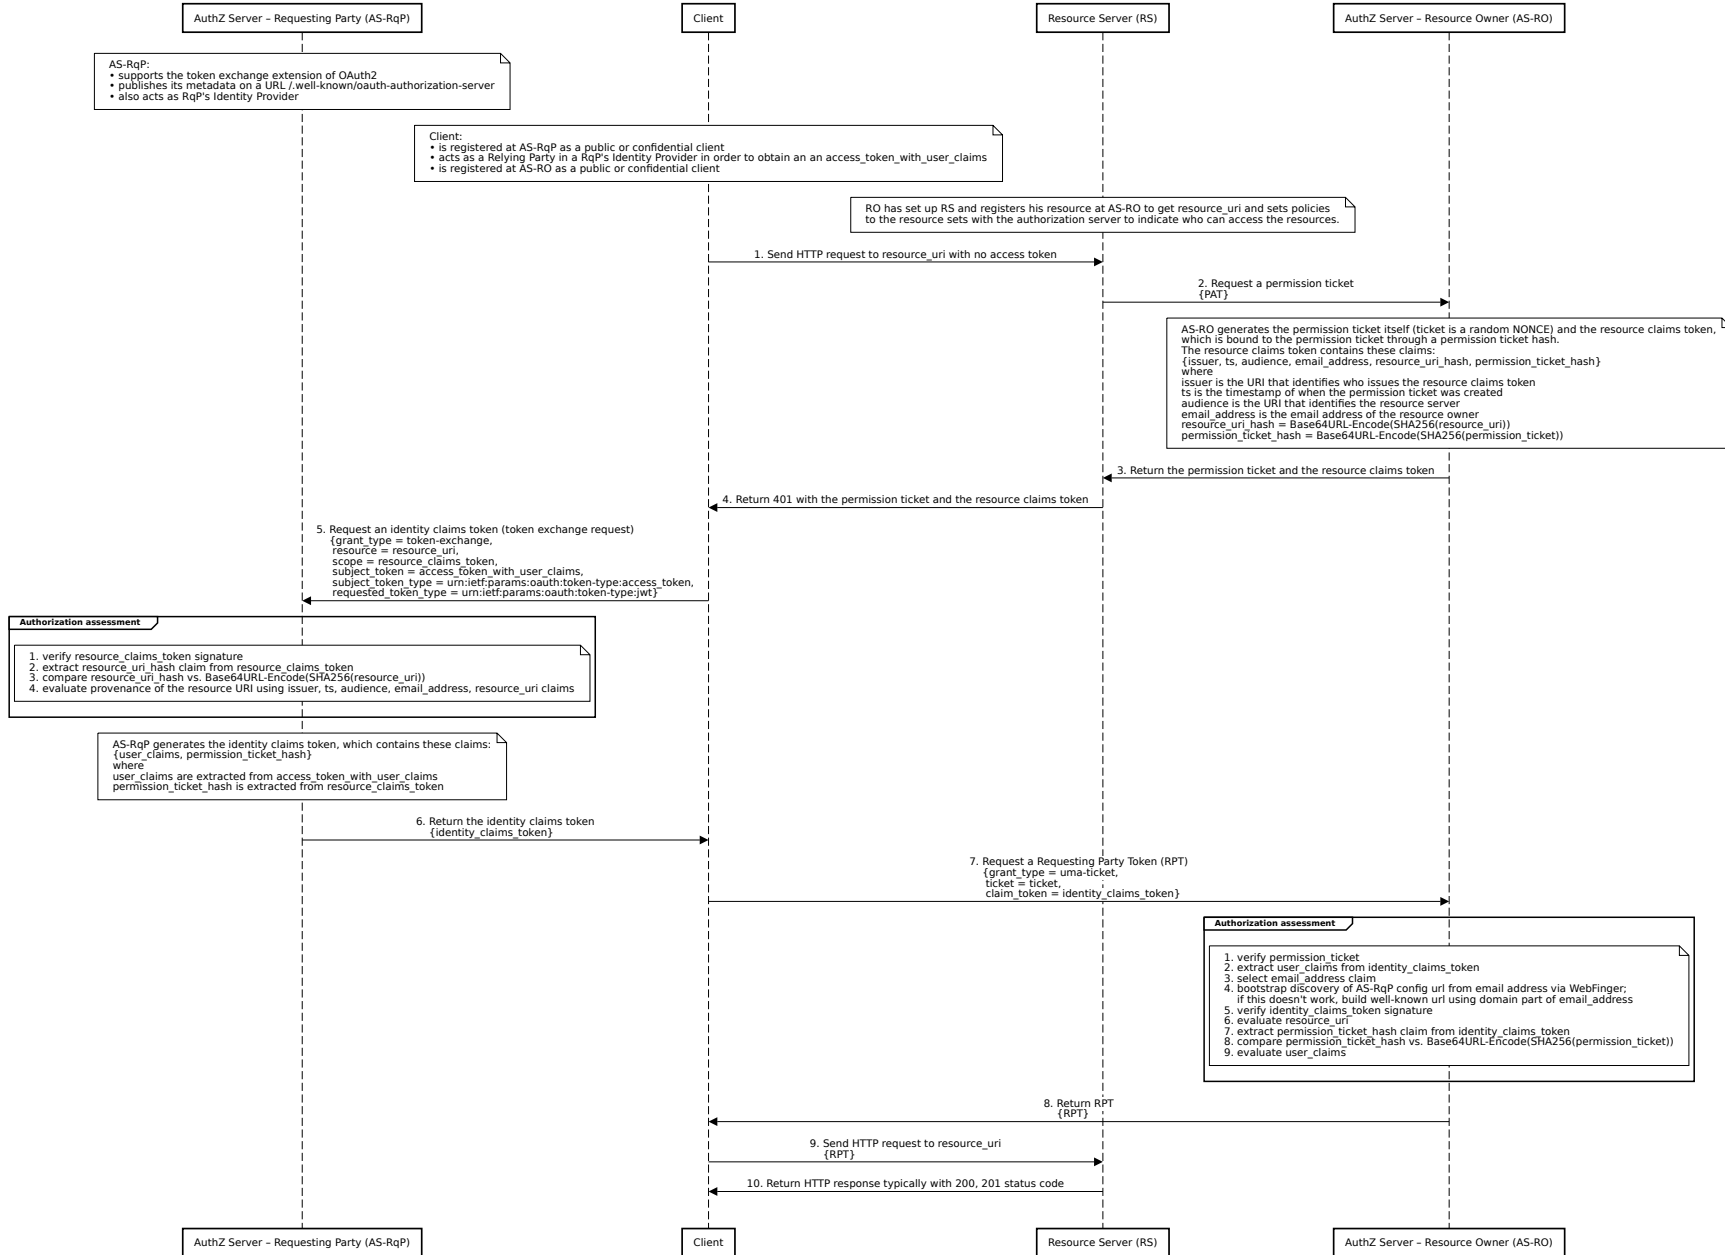 AuthZ Server – Requesting Party (AS-RqP)
Client
Resource Server (RS)
AuthZ Server – Resource Owner (AS-RO)
AS-RqP:
• supports the token exchange extension of OAuth2
• publishes its metadata on a URL /.well-known/oauth-authorization-server
• also acts as RqP's Identity Provider
Client:
• is registered at AS-RqP as a public or confidential client
• acts as a Relying Party in a RqP's Identity Provider in order to obtain an an access_token_with_user_claims
• is registered at AS-RO as a public or confidential client
RO has set up RS and registers his resource at AS-RO to get resource_uri and sets policies
to the resource sets with the authorization server to indicate who can access the resources.
1. Send HTTP request to resource_uri with no access token
2. Request a permission ticket
{PAT}
AS-RO generates the permission ticket itself (ticket is a random NONCE) and the resource claims token,
which is bound to the permission ticket through a permission ticket hash.
The resource claims token contains these claims:
{issuer, ts, audience, email_address, resource_uri_hash, permission_ticket_hash}
where
issuer is the URI that identifies who issues the resource claims token
ts is the timestamp of when the permission ticket was created
audience is the URI that identifies the resource server
email_address is the email address of the resource owner
resource_uri_hash = Base64URL-Encode(SHA256(resource_uri))
permission_ticket_hash = Base64URL-Encode(SHA256(permission_ticket))
3. Return the permission ticket and the resource claims token
4. Return 401 with the permission ticket and the resource claims token
5. Request an identity claims token (token exchange request)
{grant_type = token-exchange,
resource = resource_uri,
scope = resource_claims_token,
subject_token = access_token_with_user_claims,
subject_token_type = urn:ietf:params:oauth:token-type:access_token,
requested_token_type = urn:ietf:params:oauth:token-type:jwt}
Authorization assessment
1. verify resource_claims_token signature
2. extract resource_uri_hash claim from resource_claims_token
3. compare resource_uri_hash vs. Base64URL-Encode(SHA256(resource_uri))
4. evaluate provenance of the resource URI using issuer, ts, audience, email_address, resource_uri claims
AS-RqP generates the identity claims token, which contains these claims:
{user_claims, permission_ticket_hash}
where
user_claims are extracted from access_token_with_user_claims
permission_ticket_hash is extracted from resource_claims_token
6. Return the identity claims token
{identity_claims_token}
7. Request a Requesting Party Token (RPT)
{grant_type = uma-ticket,
ticket = ticket,
claim_token = identity_claims_token}
Authorization assessment
1. verify permission_ticket
2. extract user_claims from identity_claims_token
3. select email_address claim
4. bootstrap discovery of AS-RqP config url from email address via WebFinger;
if this doesn't work, build well-known url using domain part of email_address
5. verify identity_claims_token signature
6. evaluate resource_uri
7. extract permission_ticket_hash claim from identity_claims_token
8. compare permission_ticket_hash vs. Base64URL-Encode(SHA256(permission_ticket))
9. evaluate user_claims
8. Return RPT
{RPT}
9. Send HTTP request to resource_uri
{RPT}
10. Return HTTP response typically with 200, 201 status code
AuthZ Server – Requesting Party (AS-RqP)
Client
Resource Server (RS)
AuthZ Server – Resource Owner (AS-RO)